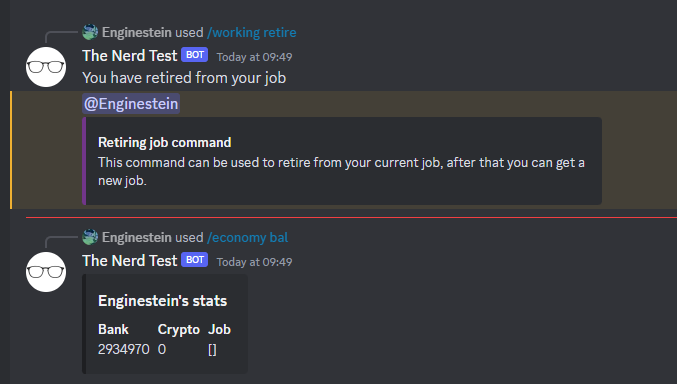 Enginestein used /working retire
The Nerd Test BOT Today at 09:49
You have retired from your job
@Enginestein
Retiring job command
This command can be used to retire from your current job, after that you can get a
new job.
Enginestein used /economy bal
The Nerd Test BOT Today at 09:49
Enginestein's stats
Bank Crypto Job
2934970 0 []